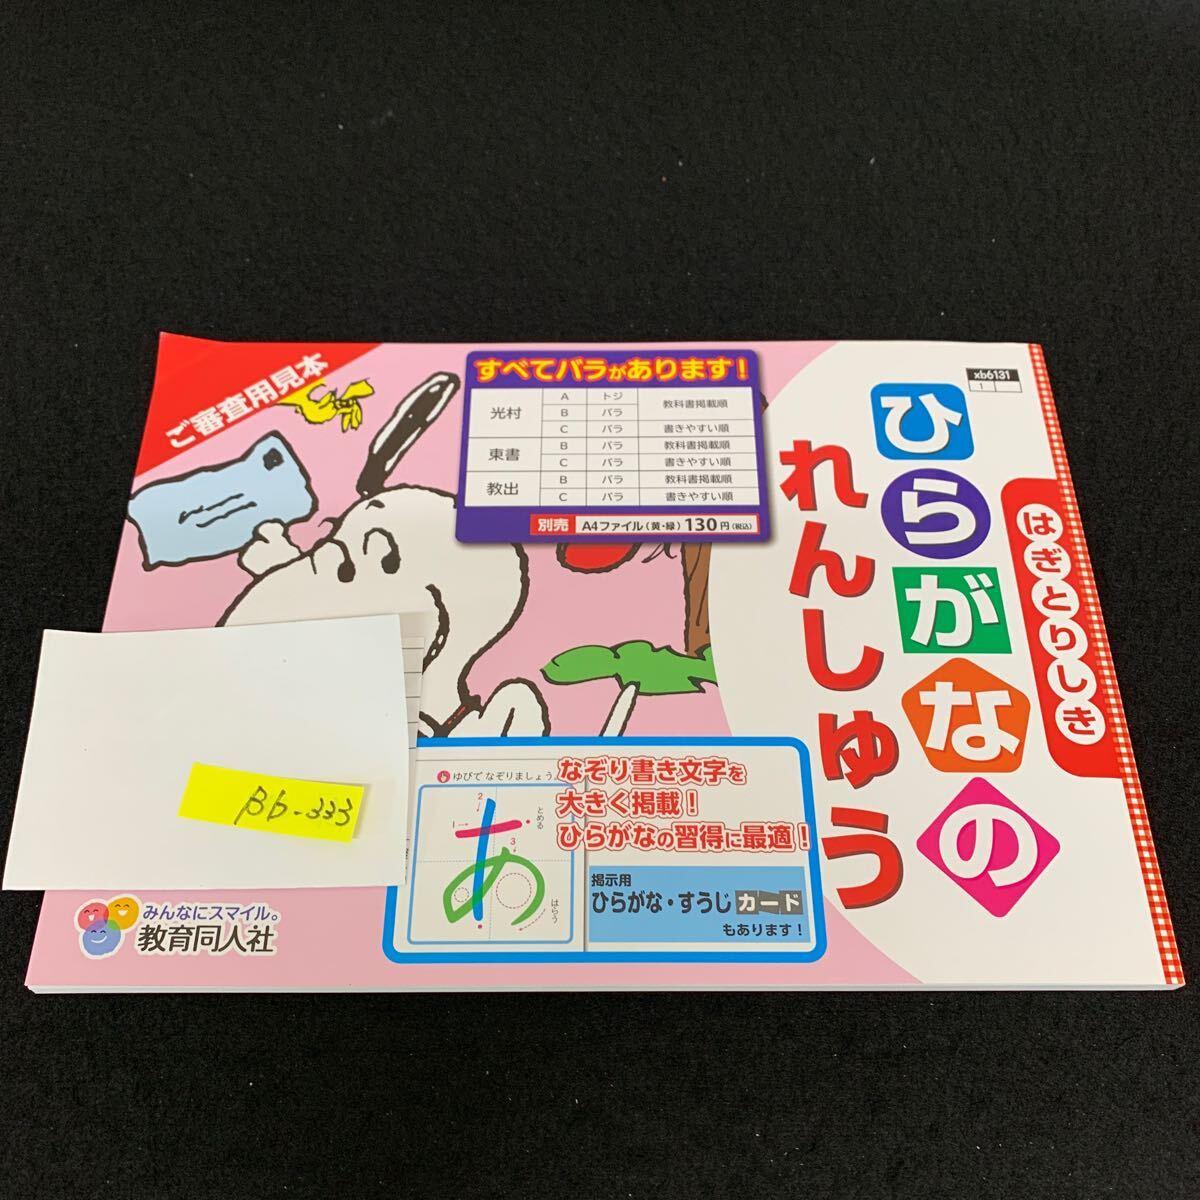 ご審査用見本
すべてバラがあります！
光村 A トジ 教科書掲載順
B バラ
C バラ 書きやすい順
東書 B バラ 教科書掲載順
C バラ 書きやすい順
教出 B バラ 教科書掲載順
C バラ 書きやすい順
別売 A4ファイル（黄・緑）130円（税込）
xb6131
1
ひらがなの
れんしゅう
はぎとりしき
βb-333
ゆびで なぞりましょう。
1
2
3
とめる
はらう
あ
なぞり書き文字を
大きく掲載！
ひらがなの習得に最適！
掲示用
ひらがな・すうじカード
もあります！
みんなにスマイル。
教育同人社